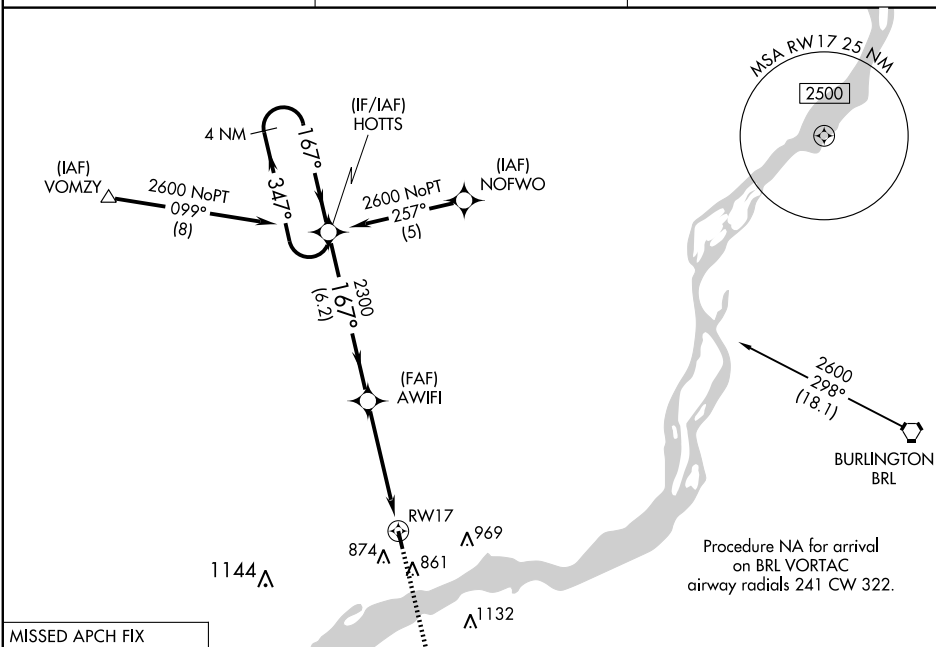 MSA RW17 25 NM
2500
(IF/IAF)
HOTTS
4 NM
167°
347°
(IAF)
VOMZY
2600 NoPT
099°
(8)
(IAF)
NOFWO
2600 NoPT
257°
(5)
2300
167°
(6.2)
(FAF)
AWIFI
2600
298°
(18.1)
BURLINGTON
BRL
RW17
874
861
969
1144
1132
Procedure NA for arrival
on BRL VORTAC
airway radials 241 CW 322.
MISSED APCH FIX